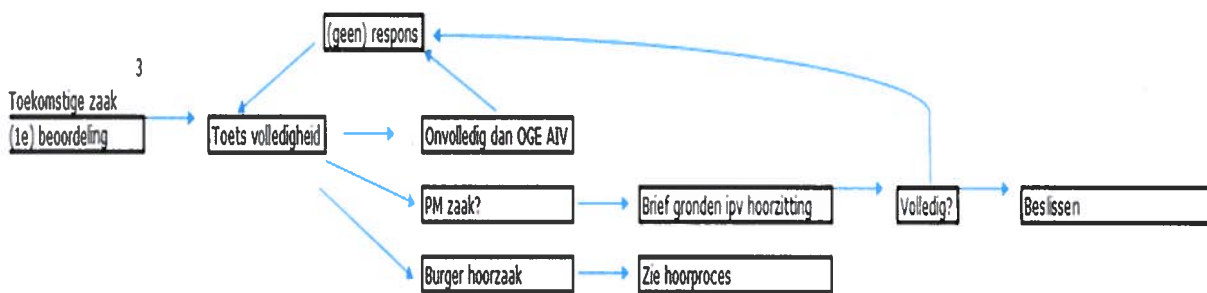 (geen) respons
3
Toekomstige zaak
(1e) beoordeling
Toets volledigheid
Onvolledig dan OGE AIV
PM zaak?
Brief gronden ipv hoorzitting
Volledig?
Beslissen
Burger hoorzaak
Zie hoorproces